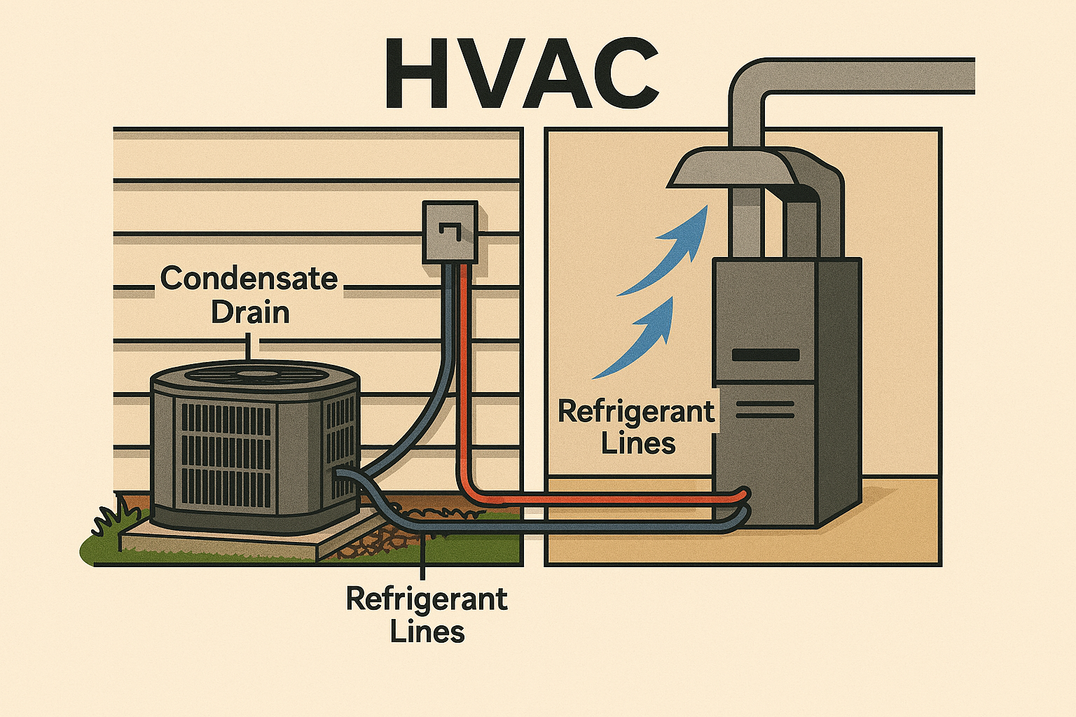 HVAC
Condensate
Drain
Refrigerant
Lines
Refrigerant
Lines